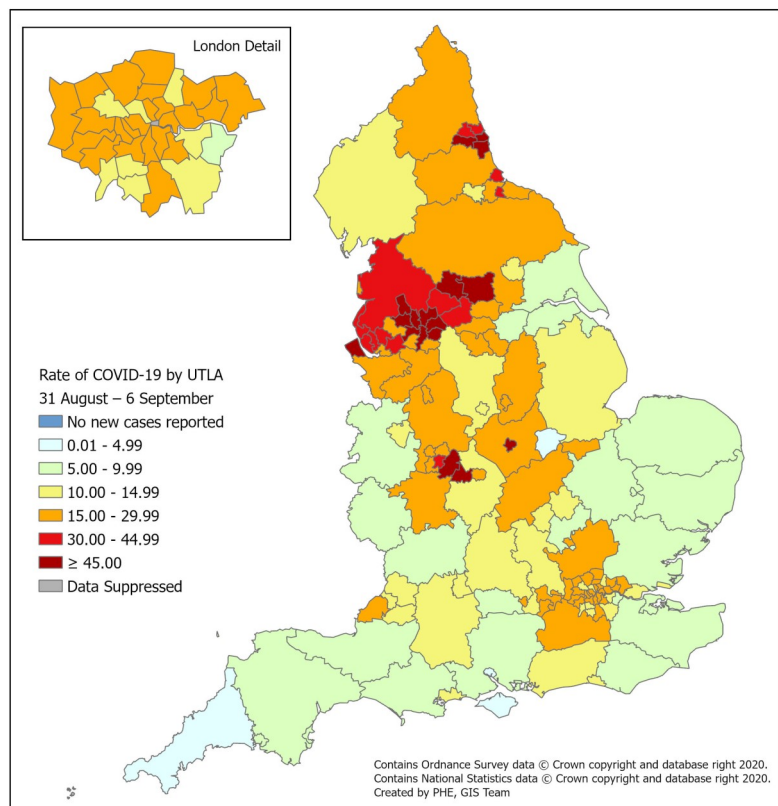 London Detail
Rate of COVID-19 by UTLA
31 August – 6 September
No new cases reported
0.01 - 4.99
5.00 - 9.99
10.00 - 14.99
15.00 - 29.99
30.00 - 44.99
≥ 45.00
Data Suppressed
Contains Ordnance Survey data © Crown copyright and database right 2020.
Contains National Statistics data © Crown copyright and database right 2020.
Created by PHE, GIS Team